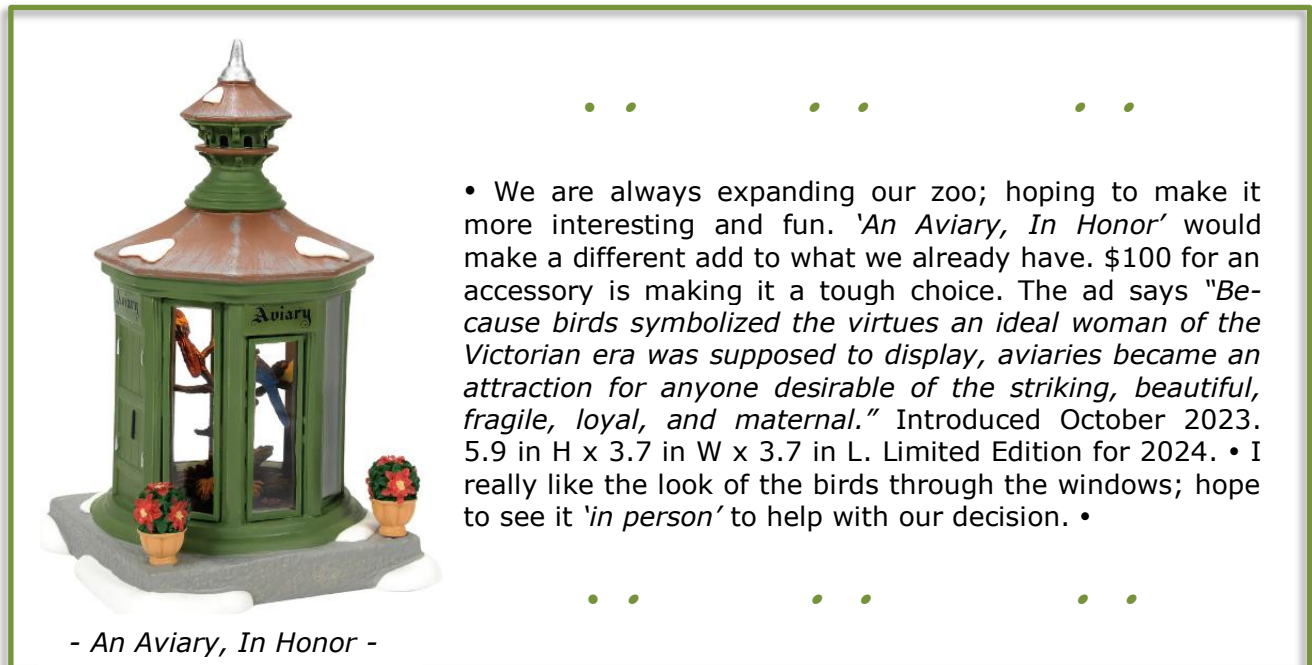 Aviary
Aviary
• We are always expanding our zoo; hoping to make it
more interesting and fun. ‘An Aviary, In Honor’ would
make a different add to what we already have. $100 for an
accessory is making it a tough choice. The ad says “Be-
cause birds symbolized the virtues an ideal woman of the
Victorian era was supposed to display, aviaries became an
attraction for anyone desirable of the striking, beautiful,
fragile, loyal, and maternal.” Introduced October 2023.
5.9 in H x 3.7 in W x 3.7 in L. Limited Edition for 2024. • I
really like the look of the birds through the windows; hope
to see it ‘in person’ to help with our decision. •
- An Aviary, In Honor -